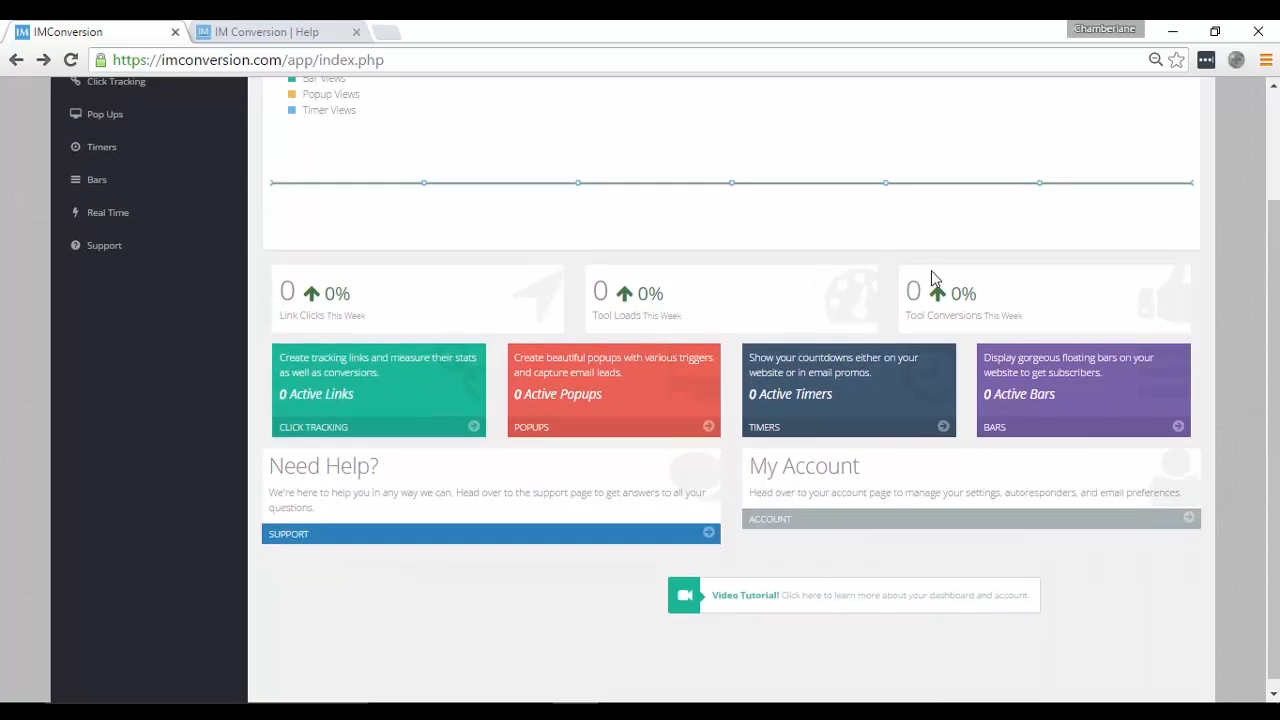 IMConversion
IM Conversion | Help
Chamberlane
https://imconversion.com/app/index.php
Click Tracking
Pop Ups
Timers
Bars
Real Time
Support
Bar Views
Popup Views
Timer Views
0 0%
Link Clicks This Week
0 0%
Tool Loads This Week
0 0%
Tool Conversions This Week
Create tracking links and measure their stats
as well as conversions.
0 Active Links
CLICK TRACKING
Create beautiful popups with various triggers
and capture email leads.
0 Active Popups
POPUPS
Show your countdowns either on your
website or in email promos.
0 Active Timers
TIMERS
Display gorgeous floating bars on your
website to get subscribers.
0 Active Bars
BARS
Need Help?
We're here to help you in any way we can. Head over to the support page to get answers to all your
questions.
SUPPORT
My Account
Head over to your account page to manage your settings, autoresponders, and email preferences.
ACCOUNT
Video Tutorial! Click here to learn more about your dashboard and account.